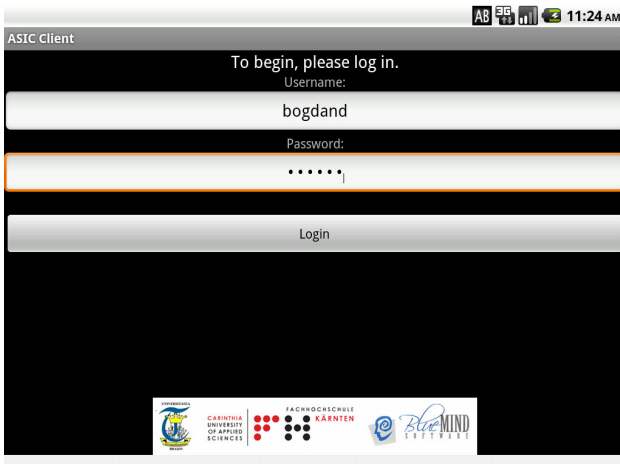 AB 3G 11:24 AM
ASIC Client
To begin, please log in.
Username:
bogdand
Password:
••••••
Login
UNIVERSITATEA
CARINTHIA
UNIVERSITY
OF APPLIED
SCIENCES
FACHHOCHSCHULE
KÄRNTEN
BlueMIND
SOFTWARE